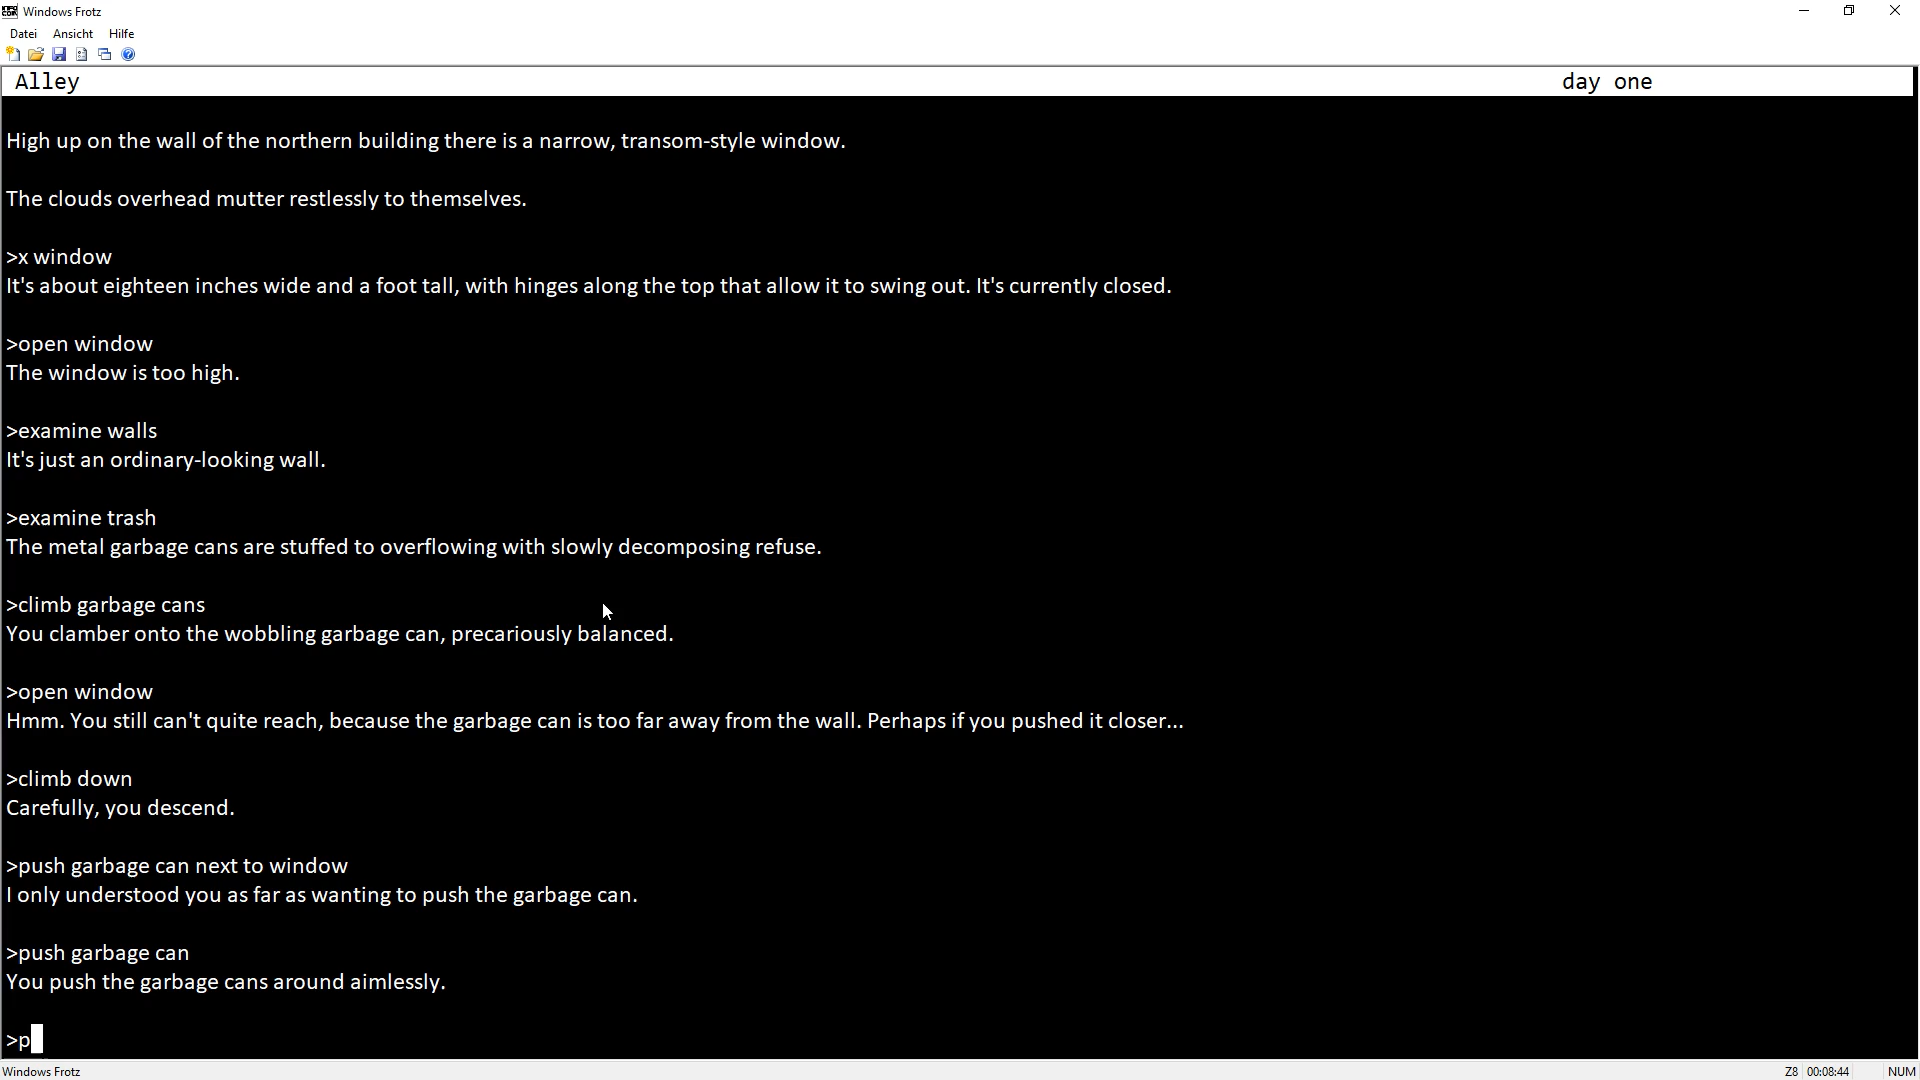 Windows Frotz
Datei Ansicht Hilfe
Alley day one
High up on the wall of the northern building there is a narrow, transom-style window.
The clouds overhead mutter restlessly to themselves.
>x window
It's about eighteen inches wide and a foot tall, with hinges along the top that allow it to swing out. It's currently closed.
>open window
The window is too high.
>examine walls
It's just an ordinary-looking wall.
>examine trash
The metal garbage cans are stuffed to overflowing with slowly decomposing refuse.
>climb garbage cans
You clamber onto the wobbling garbage can, precariously balanced.
>open window
Hmm. You still can't quite reach, because the garbage can is too far away from the wall. Perhaps if you pushed it closer...
>climb down
Carefully, you descend.
>push garbage can next to window
I only understood you as far as wanting to push the garbage can.
>push garbage can
You push the garbage cans around aimlessly.
>p
Windows Frotz Z8 00:08:44 NUM